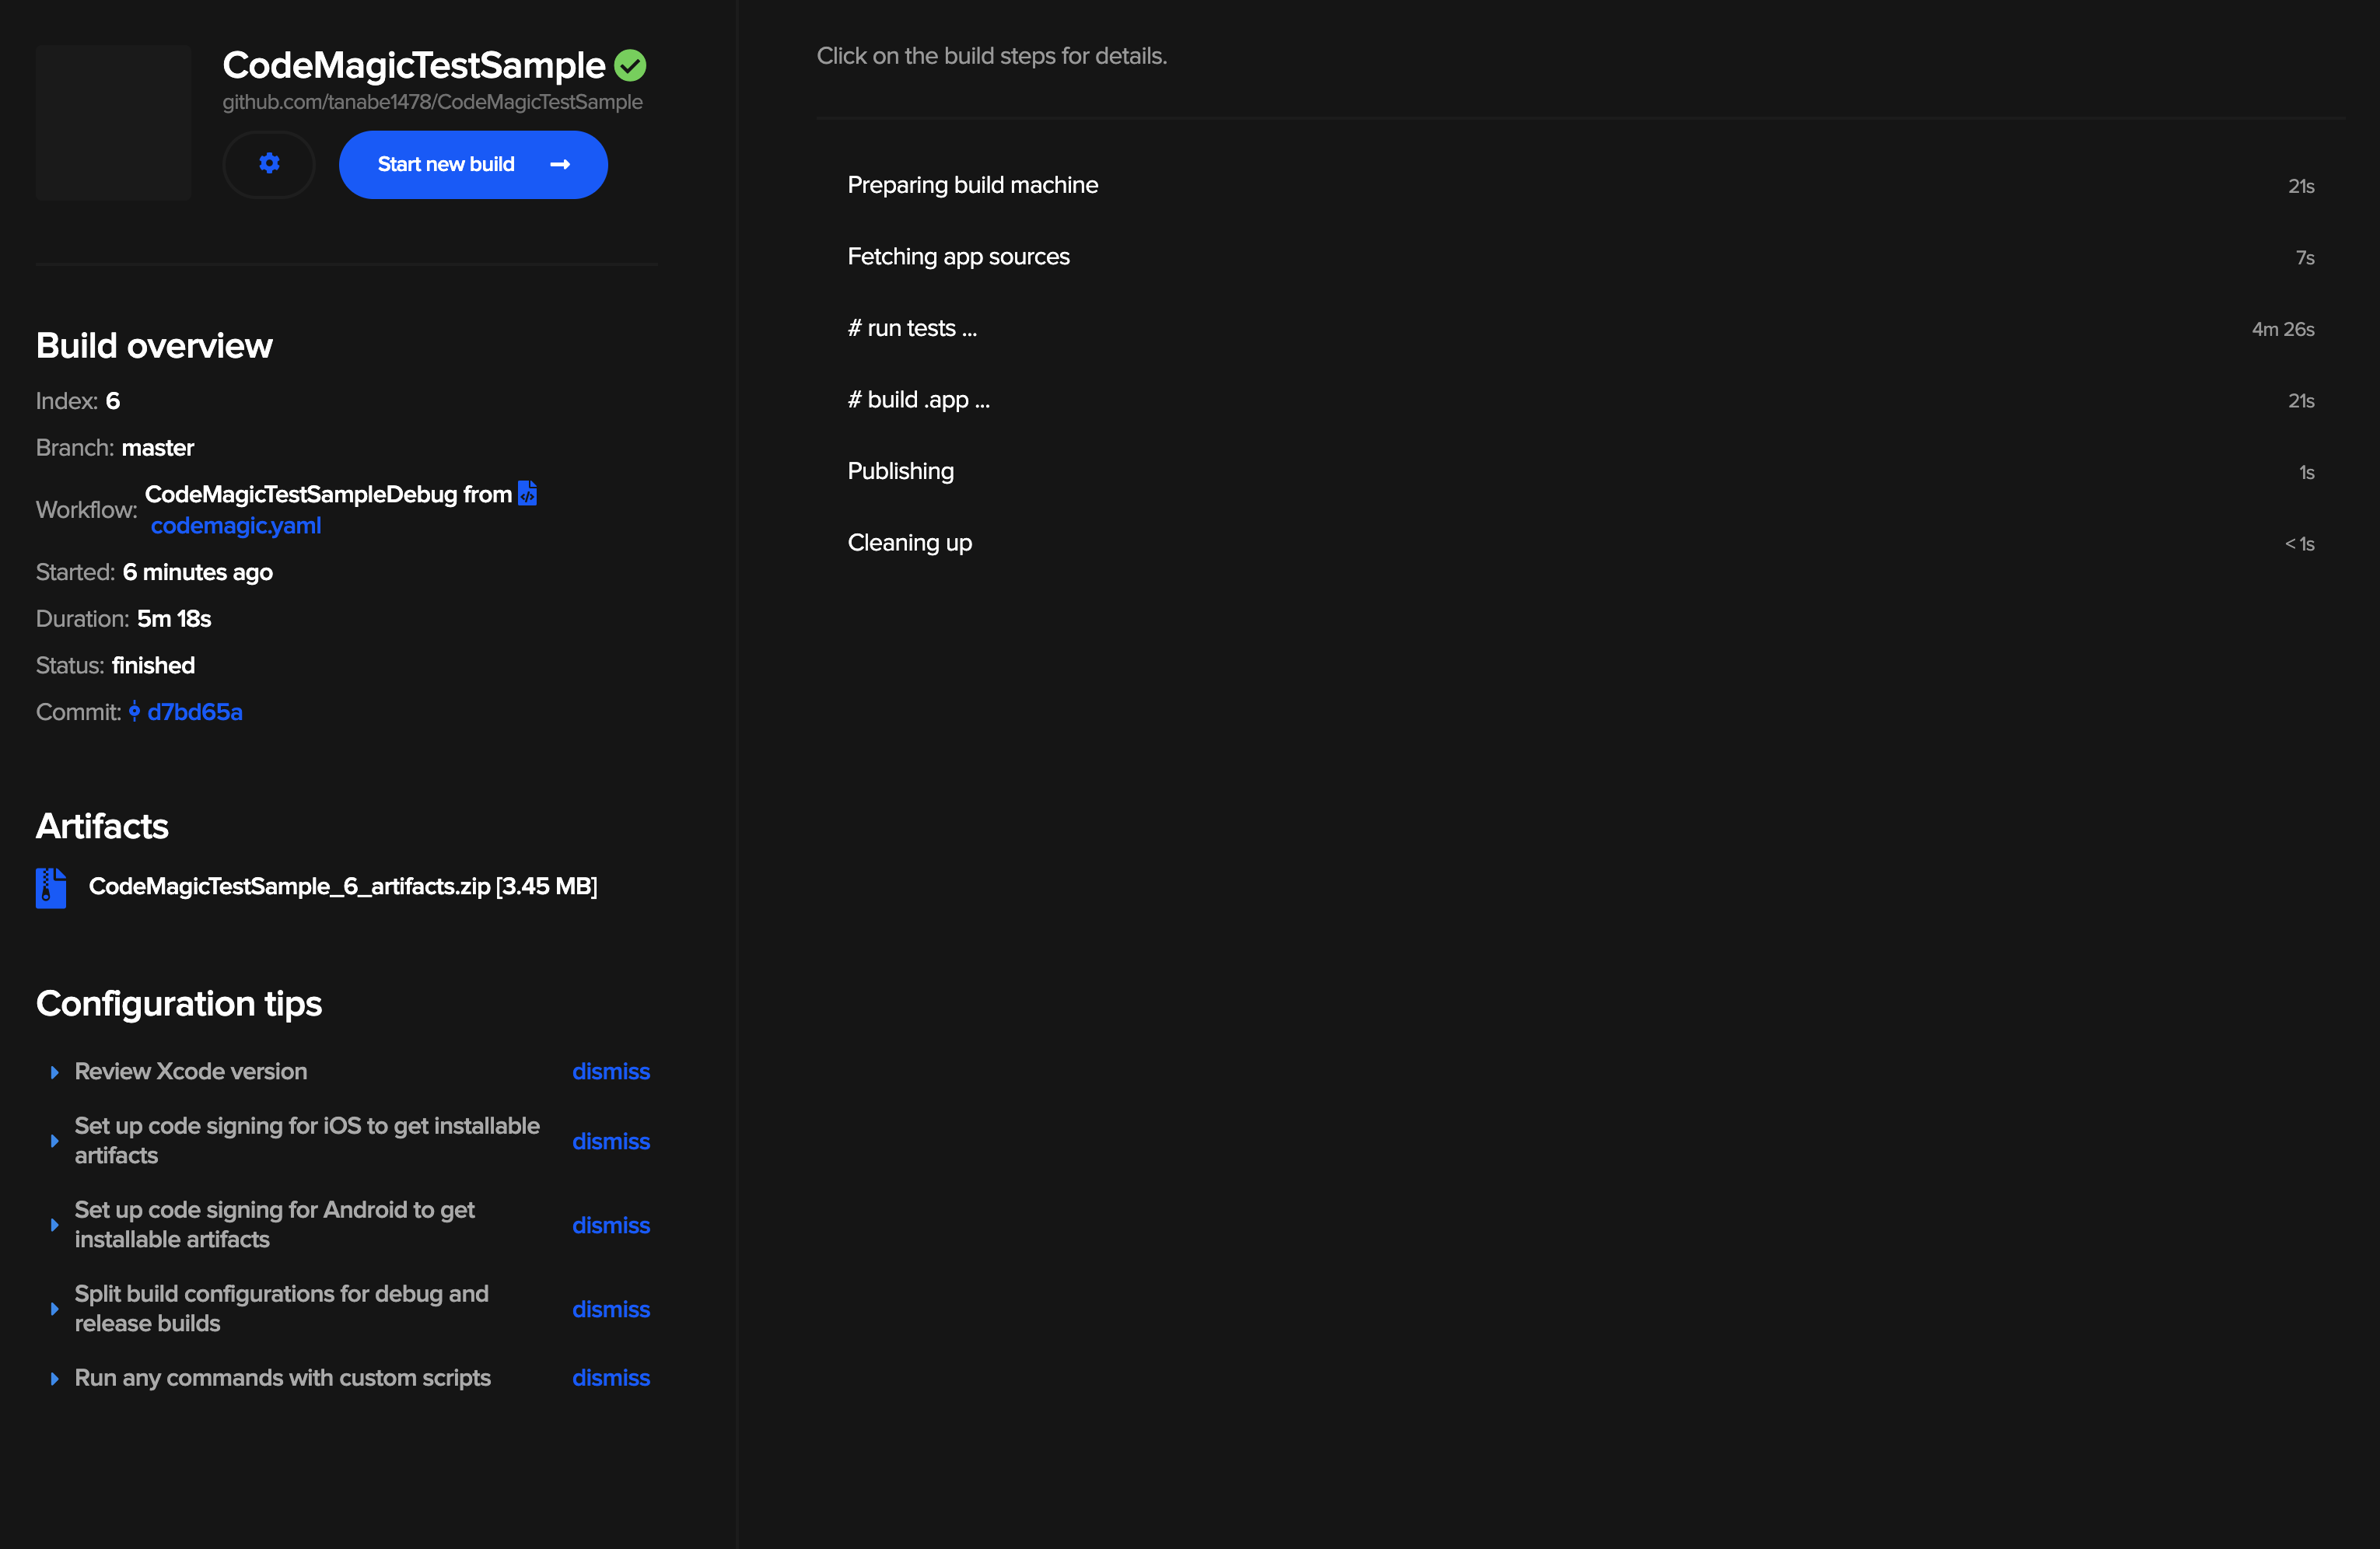 CodeMagicTestSample
github.com/tanabe1478/CodeMagicTestSample
Start new build
Build overview
Index: 6
Branch: master
Workflow: CodeMagicTestSampleDebug from
codemagic.yaml
Started: 6 minutes ago
Duration: 5m 18s
Status: finished
Commit: d7bd65a
Artifacts
CodeMagicTestSample_6_artifacts.zip [3.45 MB]
Configuration tips
Review Xcode version dismiss
Set up code signing for iOS to get installable
artifacts dismiss
Set up code signing for Android to get
installable artifacts dismiss
Split build configurations for debug and
release builds dismiss
Run any commands with custom scripts dismiss
Click on the build steps for details.
Preparing build machine 21s
Fetching app sources 7s
# run tests ... 4m 26s
# build .app ... 21s
Publishing 1s
Cleaning up < 1s